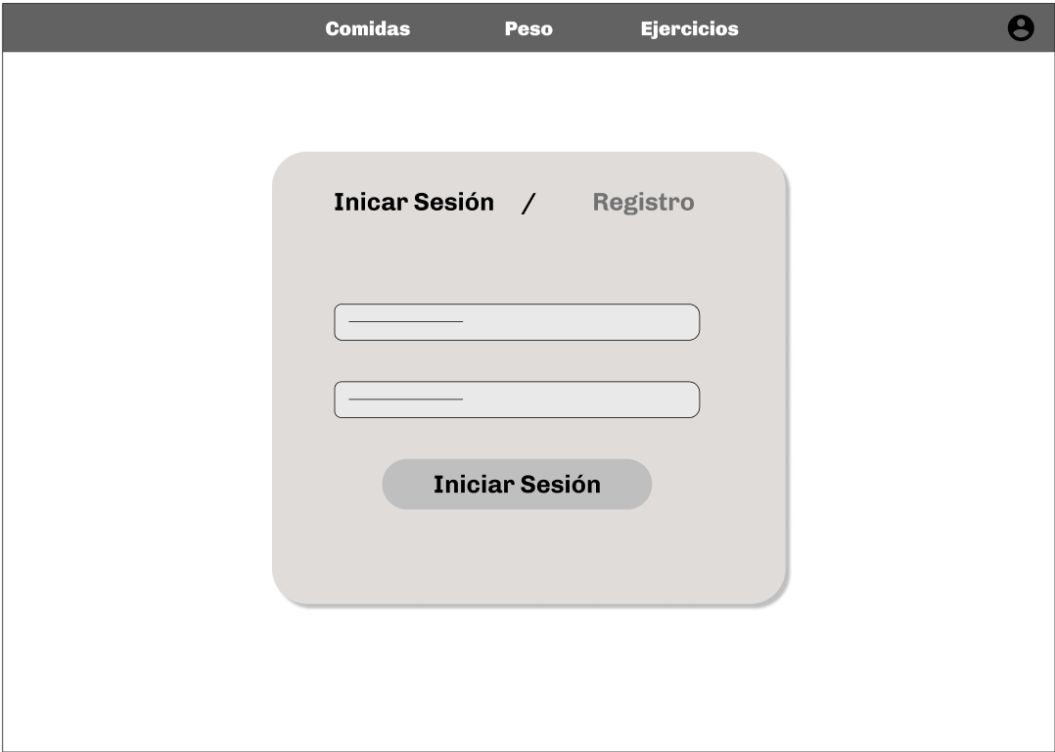 Comidas Peso Ejercicios
Inicar Sesión / Registro
Iniciar Sesión